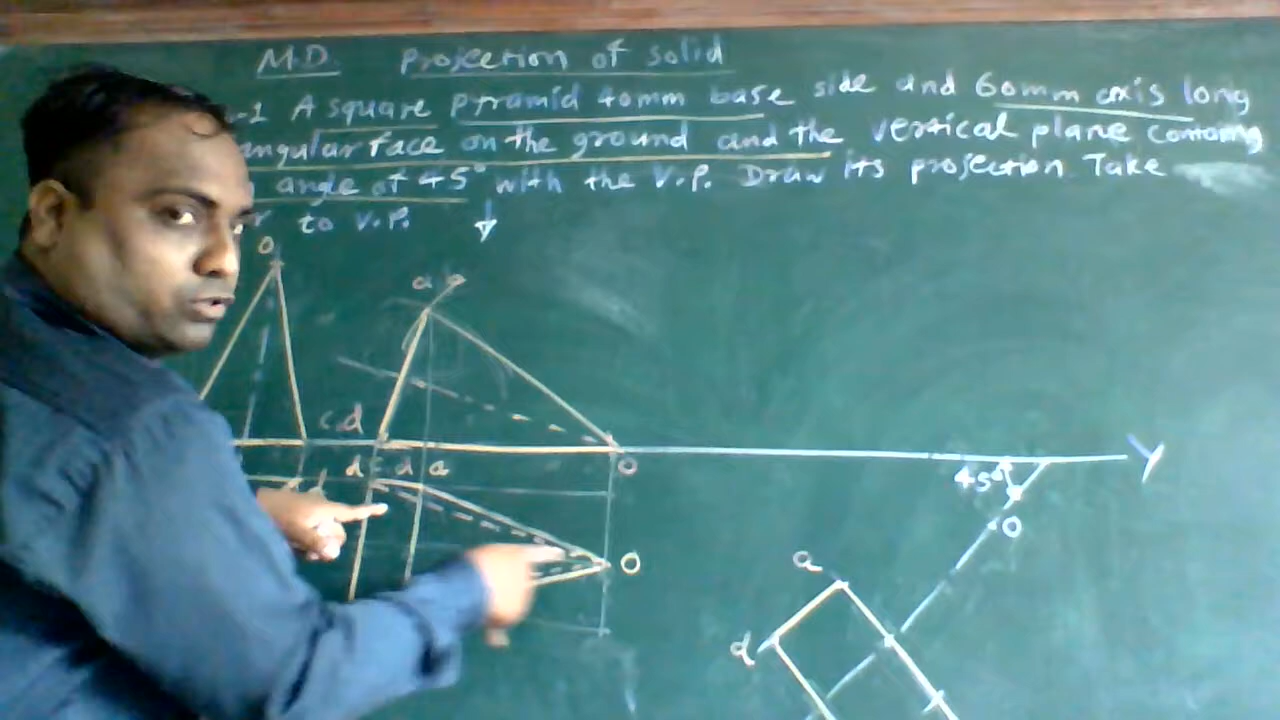 M.D. Projection of solid
-1 A square pyramid 40mm base side and 60mm axis long
angular face on the ground and the vertical plane containing
angle of 45° with the V.P. Draw its projection Take
r to V.P.
O
a
c,d
d
d a
O
45°
Y
O
O
a
d